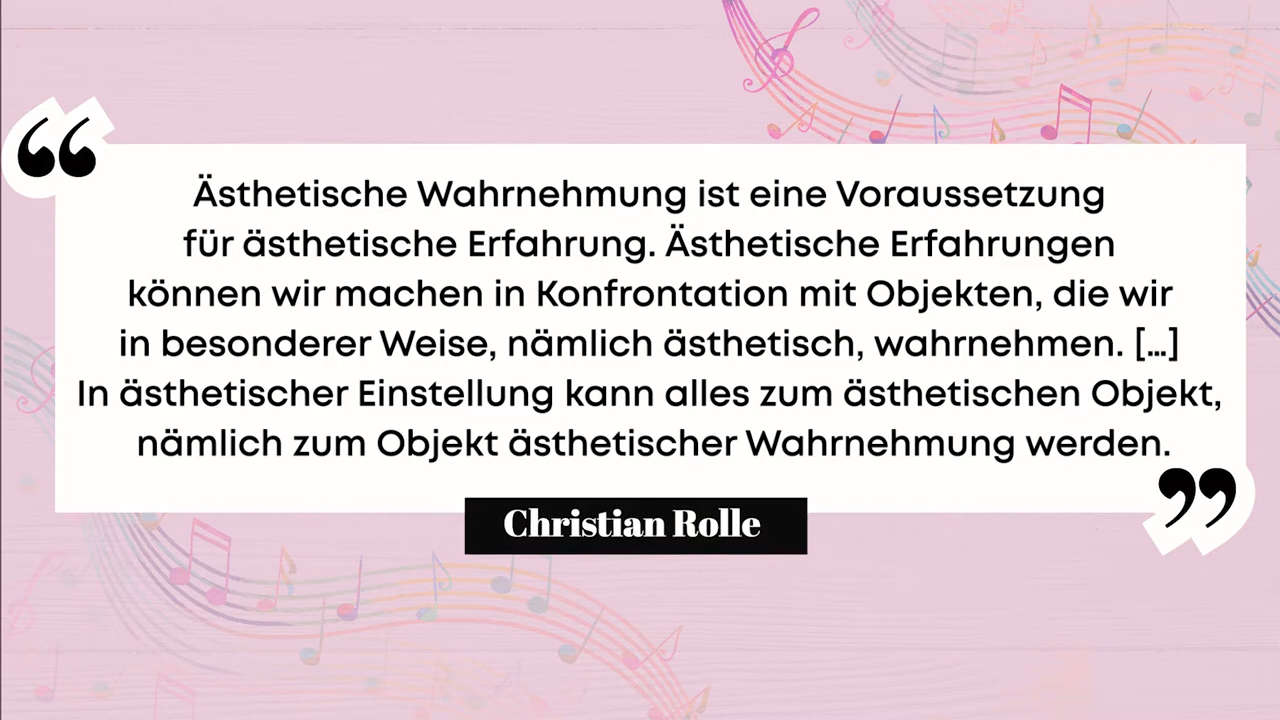 “
Ästhetische Wahrnehmung ist eine Voraussetzung
für ästhetische Erfahrung. Ästhetische Erfahrungen
können wir machen in Konfrontation mit Objekten, die wir
in besonderer Weise, nämlich ästhetisch, wahrnehmen. [...]
In ästhetischer Einstellung kann alles zum ästhetischen Objekt,
nämlich zum Objekt ästhetischer Wahrnehmung werden.
”
Christian Rolle